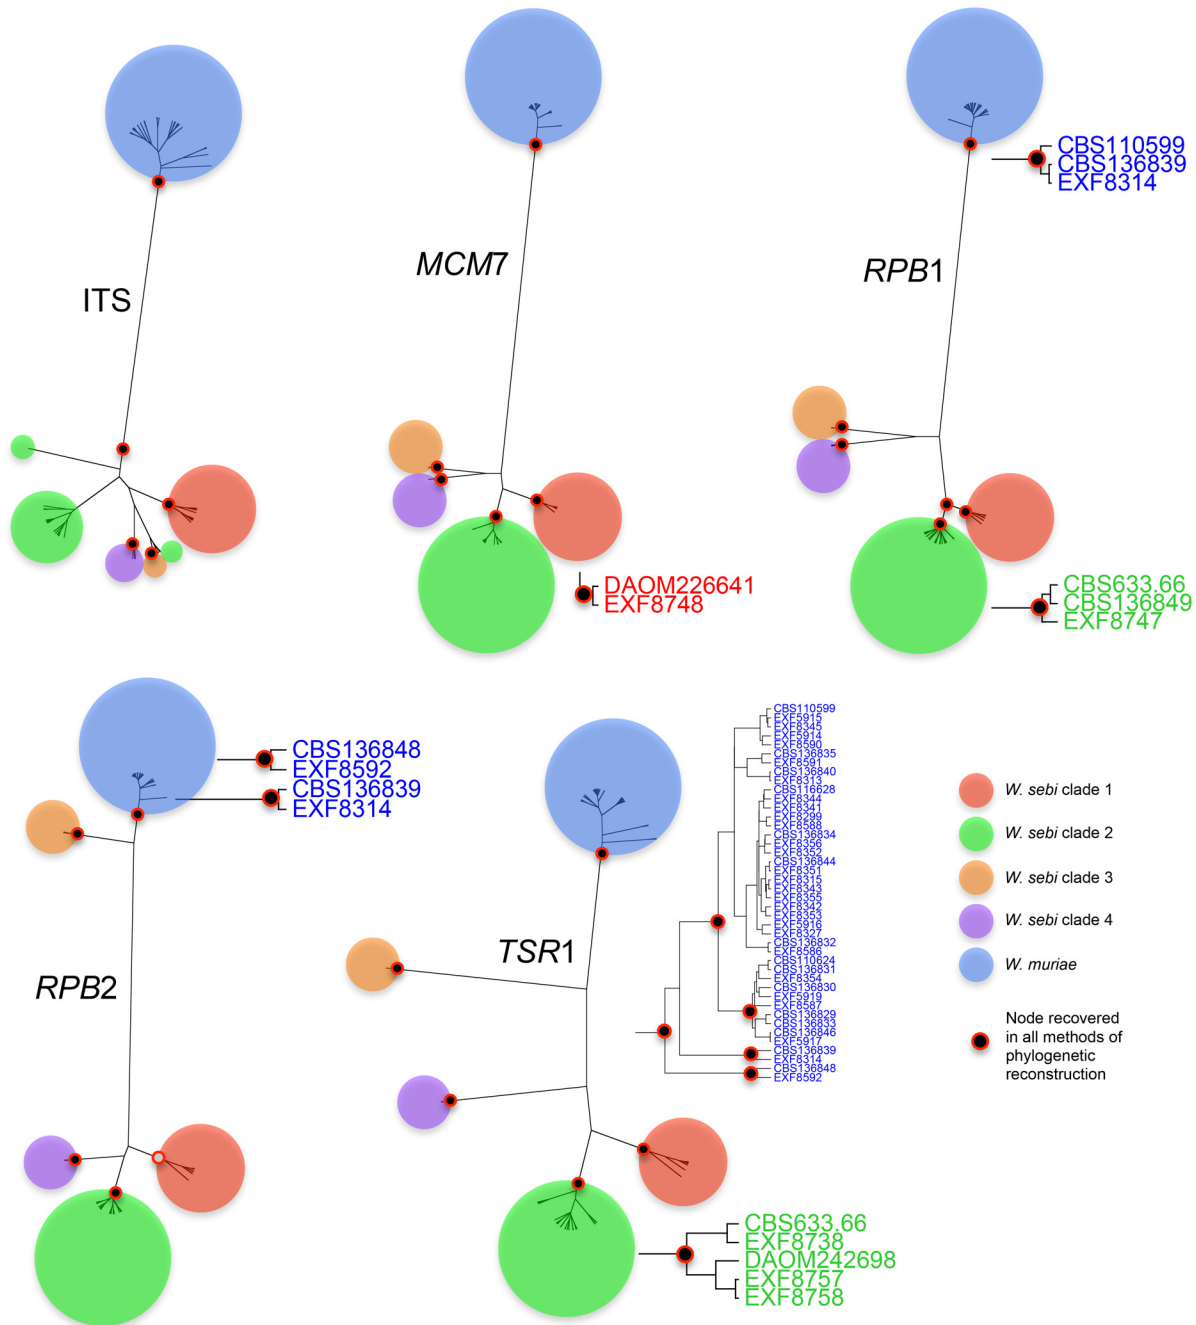 ITS
MCM7
RPB1
CBS110599
CBS136839
EXF8314
DAOM226641
EXF8748
CBS633.66
CBS136849
EXF8747
RPB2
CBS136848
EXF8592
CBS136839
EXF8314
TSR1
CBS110599
EXF5915
EXF8345
EXF5914
EXF8590
CBS136835
EXF8591
CBS136840
EXF8313
CBS116628
EXF8344
EXF8341
EXF8299
EXF8588
CBS136834
EXF8356
EXF8352
CBS136844
EXF8351
EXF8315
EXF8343
EXF8355
EXF8342
EXF8353
EXF5916
EXF8327
CBS136832
EXF8586
CBS110624
CBS136831
EXF8354
CBS136830
EXF5919
EXF8587
CBS136829
CBS136833
CBS136846
EXF5917
CBS136839
EXF8314
CBS136848
EXF8592
CBS633.66
EXF8738
DAOM242698
EXF8757
EXF8758
W. sebi clade 1
W. sebi clade 2
W. sebi clade 3
W. sebi clade 4
W. muriae
Node recovered
in all methods of
phylogenetic
reconstruction